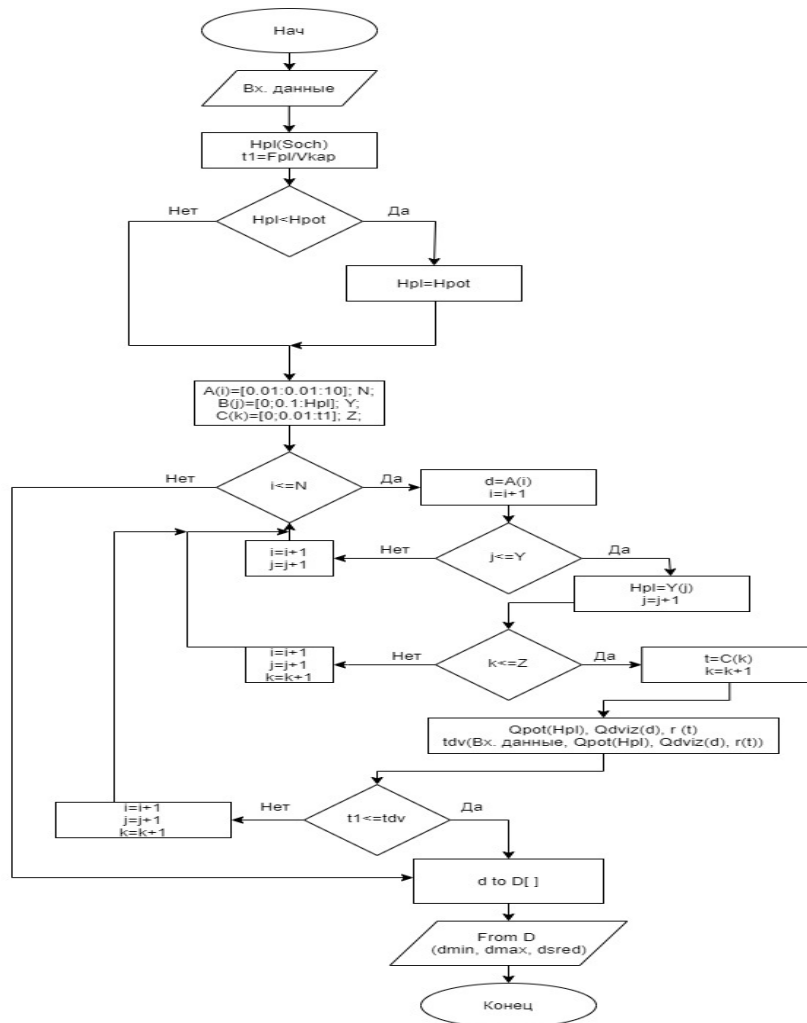 Нач
Вх. данные
Hpl(Soch)
t1=Fpl/Vkap
Нет
Hpl<Hpot
Да
Hpl=Hpot
A(i)=[0.01:0.01:10]; N;
B(j)=[0;0.1:Hpl]; Y;
C(k)=[0;0.01:t1]; Z;
Нет
i<=N
Да
d=A(i)
i=i+1
i=i+1
j=j+1
Нет
j<=Y
Да
Hpl=Y(j)
j=j+1
i=i+1
j=j+1
k=k+1
Нет
k<=Z
Да
t=C(k)
k=k+1
Qpot(Hpl), Qdviz(d), r (t)
tdv(Вх. данные, Qpot(Hpl), Qdviz(d), r(t))
i=i+1
j=j+1
k=k+1
Нет
t1<=tdv
Да
d to D[ ]
From D
(dmin, dmax, dsred)
Конец